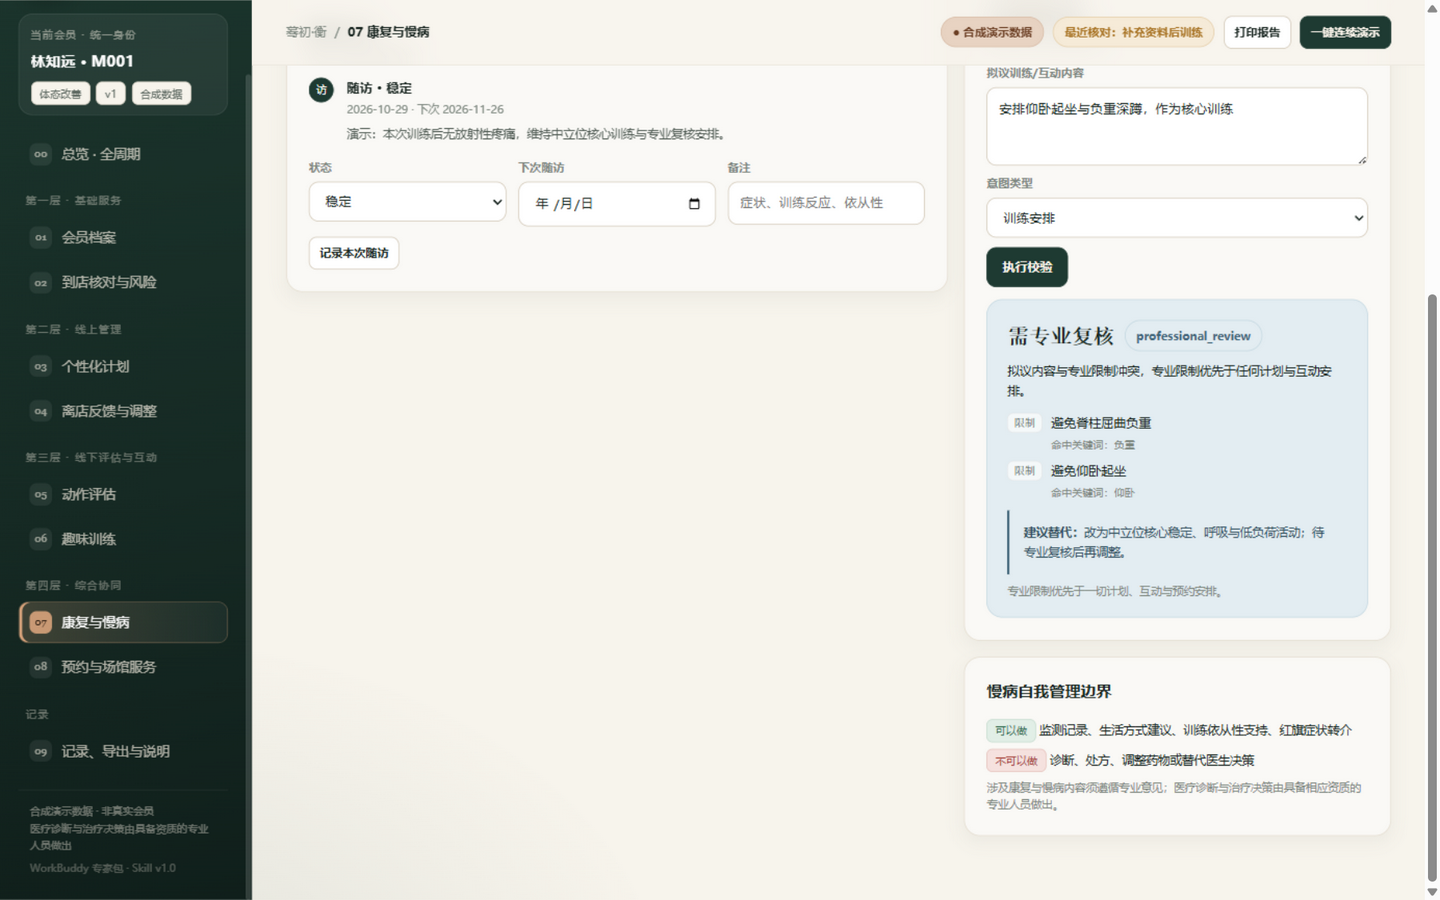 当前会员 · 统一身份
林知远 • M001
体态改善 v1 合成数据
00 总览 · 全周期
第一层 · 基础服务
01 会员档案
02 到店核对与风险
第二层 · 线上管理
03 个性化计划
04 离店反馈与调整
第三层 · 线下评估与互动
05 动作评估
06 趣味训练
第四层 · 综合协同
07 康复与慢病
08 预约与场馆服务
记录
09 记录、导出与说明
合成演示数据 · 非真实会员
医疗诊断与治疗决策由具备资质的专业
人员做出
WorkBuddy 专家包 · Skill v1.0
/ 07 康复与慢病
• 合成演示数据
最近核对：补充资料后训练
打印报告
一键连续演示
访 随访 • 稳定
2026-10-29 · 下次 2026-11-26
演示：本次训练后无放射性疼痛，维持中立位核心训练与专业复核安排。
状态 下次随访 备注
稳定 年 /月/日 症状、训练反应、依从性
记录本次随访
拟议训练/互动内容
安排仰卧起坐与负重深蹲，作为核心训练
意图类型
训练安排
执行校验
需专业复核 professional_review
拟议内容与专业限制冲突，专业限制优先于任何计划与互动安
排。
限制 避免脊柱屈曲负重
命中关键词：负重
限制 避免仰卧起坐
命中关键词：仰卧
建议替代：改为中立位核心稳定、呼吸与低负荷活动；待
专业复核后再调整。
专业限制优先于一切计划、互动与预约安排。
慢病自我管理边界
可以做 监测记录、生活方式建议、训练依从性支持、红旗症状转介
不可以做 诊断、处方、调整药物或替代医生决策
涉及康复与慢病内容须遵循专业意见；医疗诊断与治疗决策由具备相应资质的
专业人员做出。